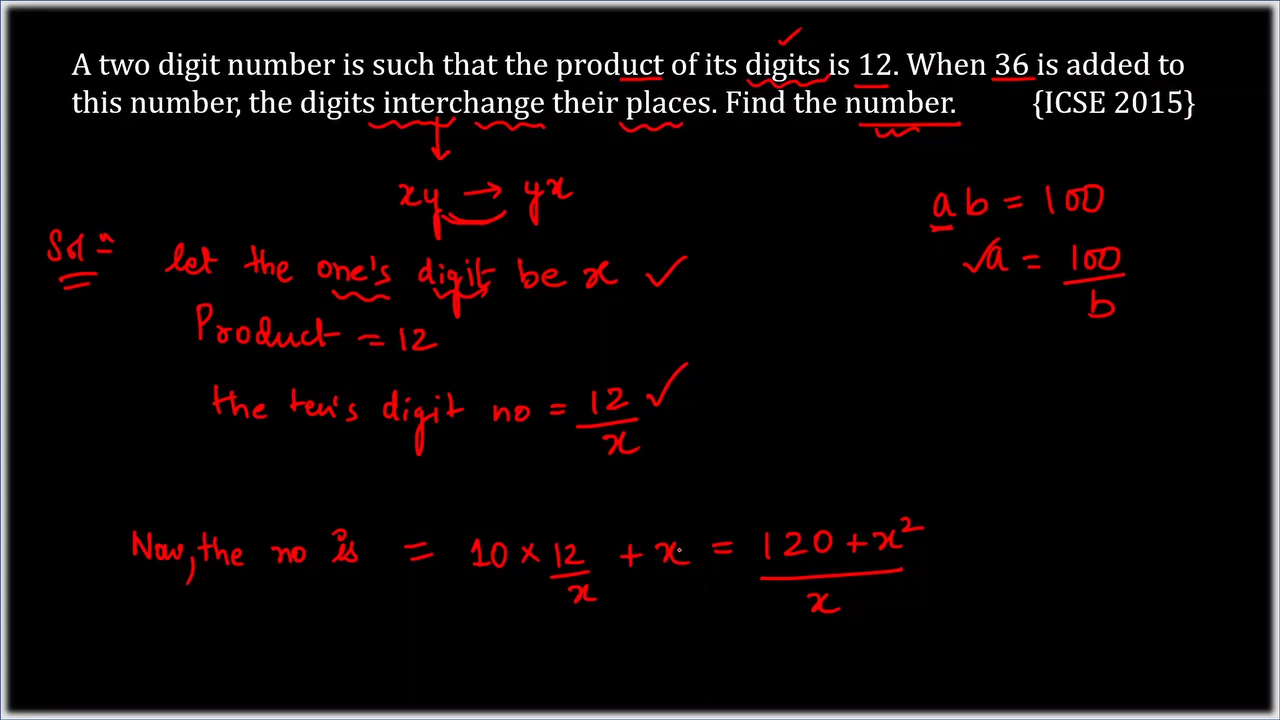 A two digit number is such that the product of its digits is 12. When 36 is added to
this number, the digits interchange their places. Find the number. {ICSE 2015}
xy → yx
ab = 100
a = 100/b
Solⁿ = let the one's digit be x
Product = 12
the ten's digit no = 12/x
Now, the no is = 10 × 12/x + x = 120 + x²/x